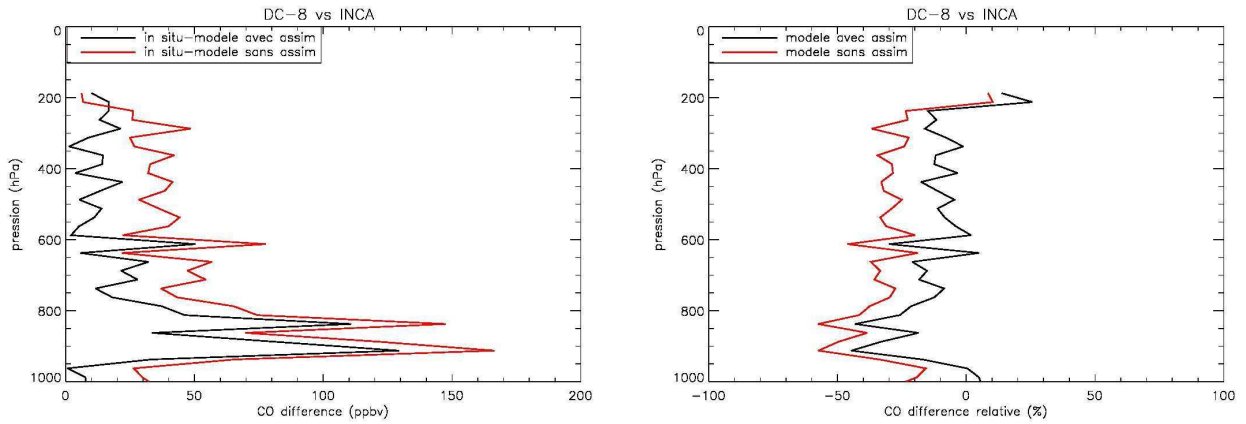 DC-8 vs INCA
in situ-modele avec assim
in situ-modele sans assim
0
200
400
600
800
1000
pression (hPa)
0
50
100
150
200
CO difference (ppbv)
DC-8 vs INCA
modele avec assim
modele sans assim
0
200
400
600
800
1000
pression (hPa)
-100
-50
0
50
100
CO difference relative (%)